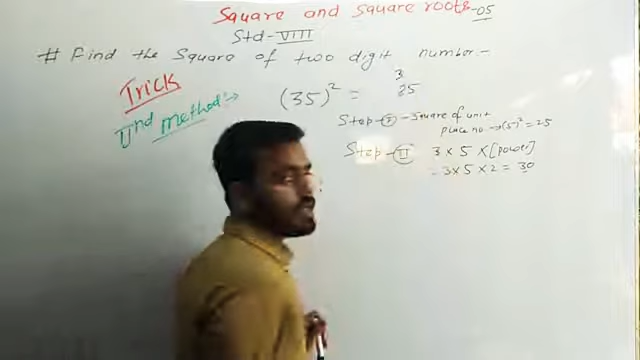 Square and Square roots-05
Std-VIII
# Find the Square of two digit number:-
Trick
IInd method:→
(35)² = 25
3
Step-I - Square of unit
place no. → (5)² = 25
Step-II 3 × 5 × [power]
3×5×2 = 30